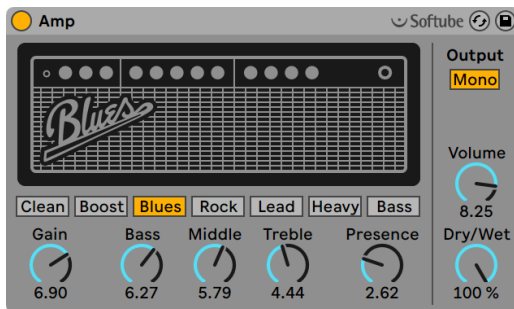 Amp
Softube
Blues
Output
Mono
Clean Boost Blues Rock Lead Heavy Bass
Volume
8.25
Gain Bass Middle Treble Presence Dry/Wet
6.90 6.27 5.79 4.44 2.62 100 %